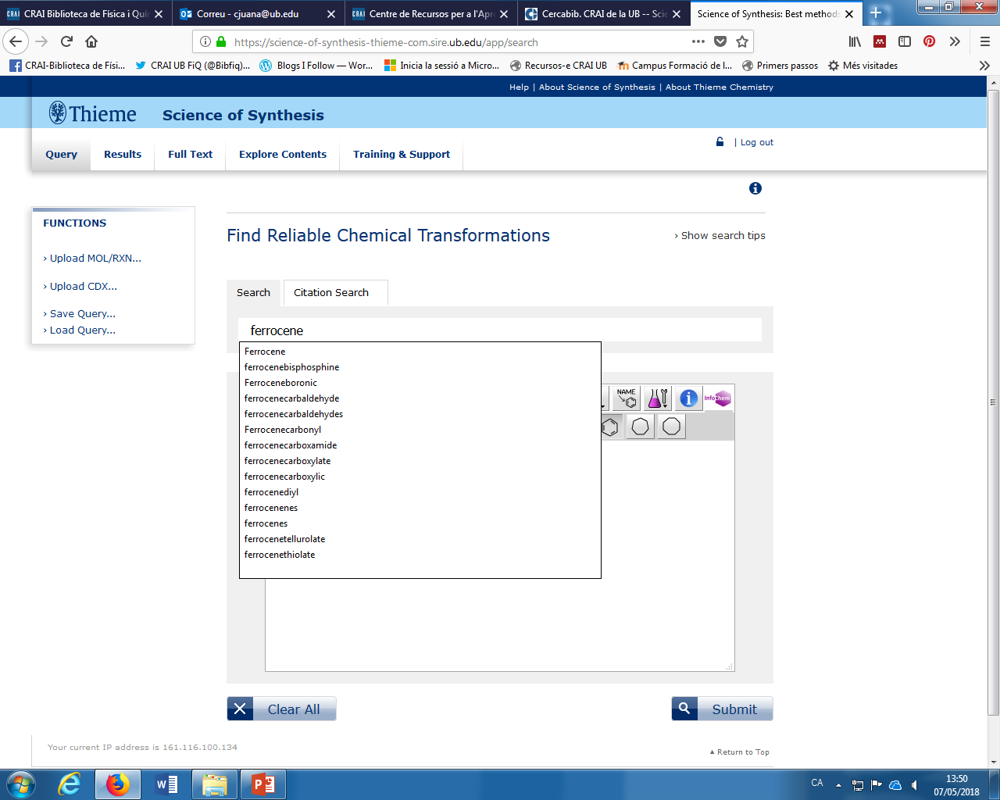 CRAI Biblioteca de Física i Quin
Correu - cjuana@ub.edu
Centre de Recursos per a l'Apre
Cercabib. CRAI de la UB -- Scie
Science of Synthesis: Best methods
https://science-of-synthesis-thieme-com.sire.ub.edu/app/search
CRAI-Biblioteca de Físi...
CRAI UB FiQ (@Bibfiq)...
Blogs I Follow — Wor...
Inicia la sessió a Micro...
Recursos-e CRAI UB
Campus Formació de l...
Primers passos
Més visitades
Help | About Science of Synthesis | About Thieme Chemistry
Thieme
Science of Synthesis
Query
Results
Full Text
Explore Contents
Training & Support
| Log out
FUNCTIONS
› Upload MOL/RXN...
› Upload CDX...
› Save Query...
› Load Query...
Find Reliable Chemical Transformations
› Show search tips
Search
Citation Search
ferrocene
Ferrocene
ferrocenebisphosphine
Ferroceneboronic
ferrocenecarbaldehyde
ferrocenecarbaldehydes
Ferrocenecarbonyl
ferrocenecarboxamide
ferrocenecarboxylate
ferrocenecarboxylic
ferrocenediyl
ferrocenenes
ferrocenes
ferrocenetellurolate
ferrocenethiolate
NAME
InfoChem
Clear All
Submit
Your current IP address is 161.116.100.134
Return to Top
CA
13:50
07/05/2018